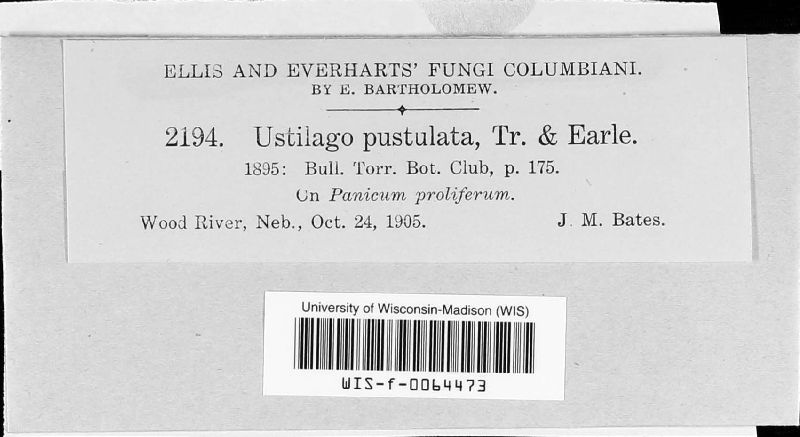 ELLIS AND EVERHARTS' FUNGI COLUMBIANI.
BY E. BARTHOLOMEW.
2194. Ustilago pustulata, Tr. & Earle.
1895: Bull. Torr. Bot. Club, p. 175.
On Panicum proliferum.
Wood River, Neb., Oct. 24, 1905. J. M. Bates.
University of Wisconsin-Madison (WIS)
WIS-f-0064473